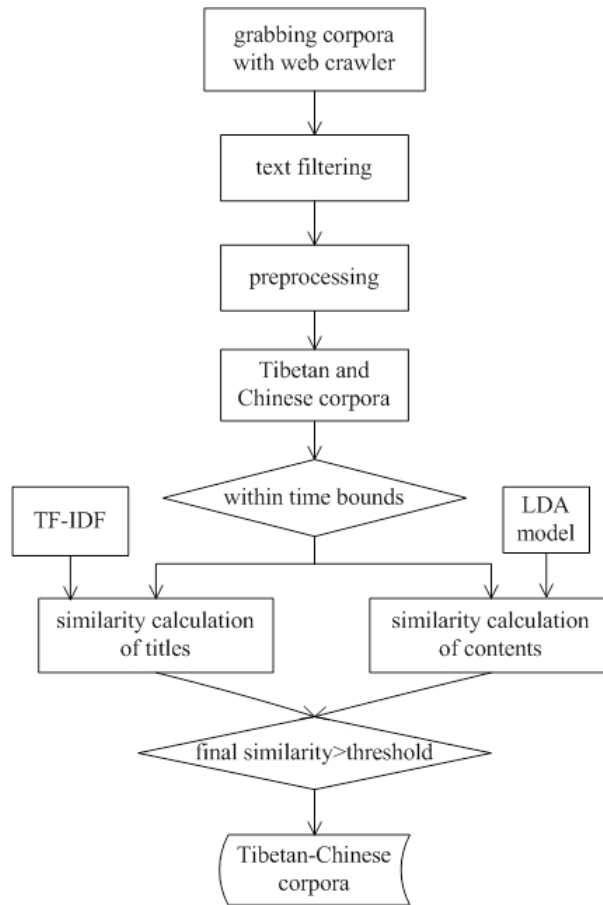 grabbing corpora
with web crawler
text filtering
preprocessing
Tibetan and
Chinese corpora
within time bounds
TF-IDF
LDA
model
similarity calculation
of titles
similarity calculation
of contents
final similarity>threshold
Tibetan-Chinese
corpora